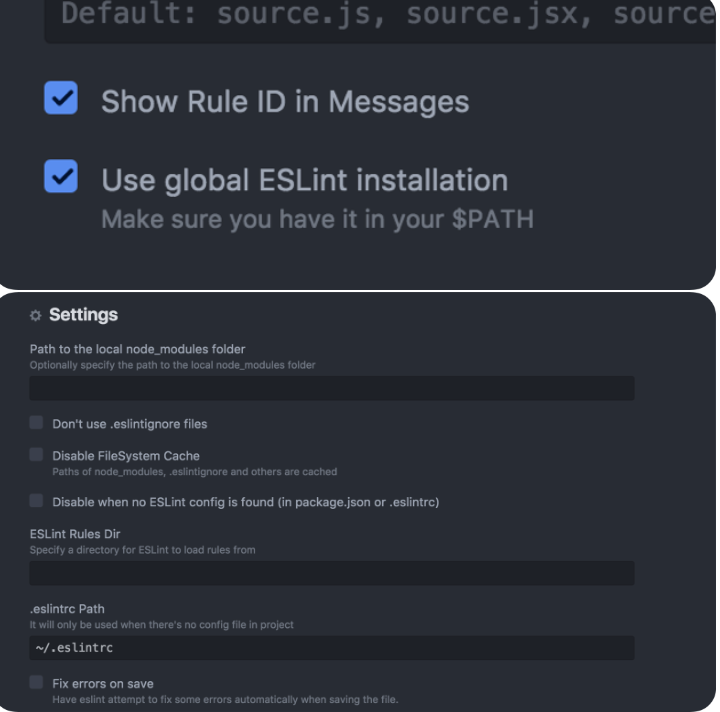 Default: source.js, source.jsx, source
Show Rule ID in Messages
Use global ESLint installation
Make sure you have it in your $PATH
Settings
Path to the local node_modules folder
Optionally specify the path to the local node_modules folder
Don't use .eslintignore files
Disable FileSystem Cache
Paths of node_modules, .eslintignore and others are cached
Disable when no ESLint config is found (in package.json or .eslintrc)
ESLint Rules Dir
Specify a directory for ESLint to load rules from
.eslintrc Path
It will only be used when there's no config file in project
~/.eslintrc
Fix errors on save
Have eslint attempt to fix some errors automatically when saving the file.